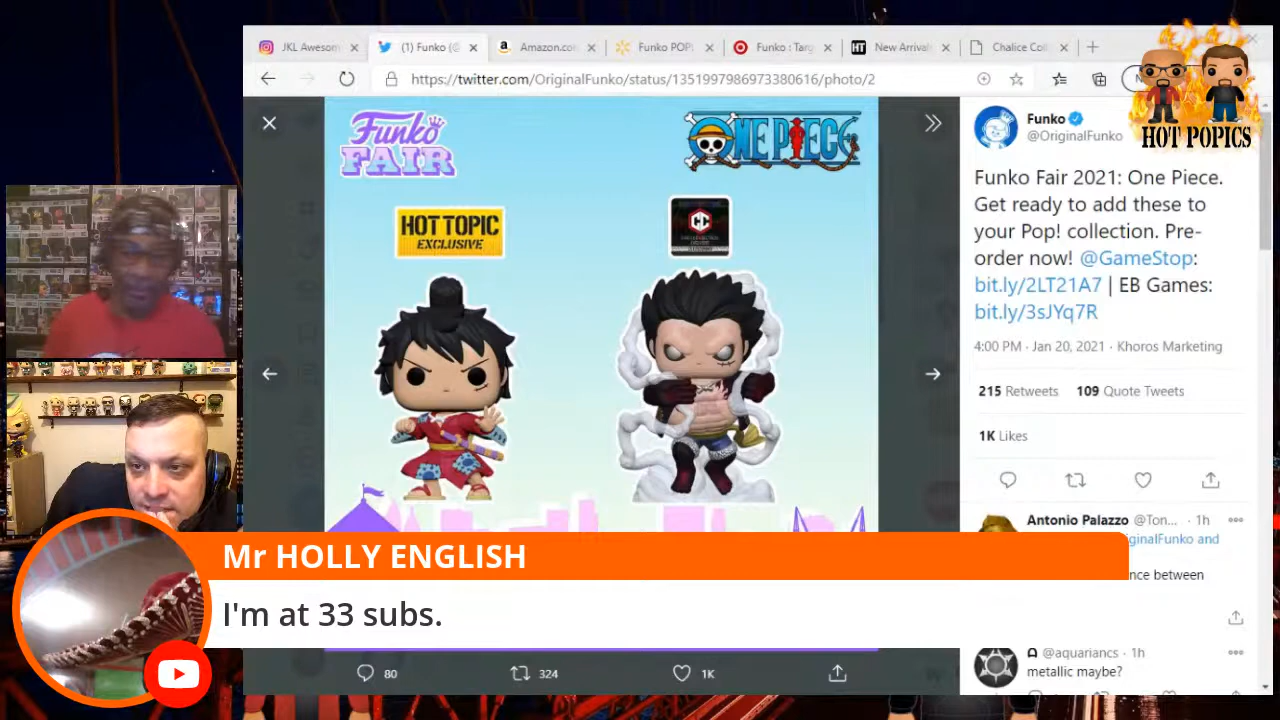 JKL Awesom
(1) Funko (@
Amazon.co
Funko POP!
Funko : Targ
HT
New Arrival
Chalice Col
https://twitter.com/OriginalFunko/status/1351997986973380616/photo/2
HOT POPICS
Funko
FAIR
ONE PIECE
HOT TOPIC
EXCLUSIVE
Funko
@OriginalFunko
Funko Fair 2021: One Piece.
Get ready to add these to
your Pop! collection. Pre-
order now! @GameStop:
bit.ly/2LT21A7 | EB Games:
bit.ly/3sJYq7R
4:00 PM · Jan 20, 2021 · Khoros Marketing
215 Retweets 109 Quote Tweets
1K Likes
Antonio Palazzo @Ton... · 1h
iginalFunko and
nce between
@aquariancs · 1h
metallic maybe?
80
324
1K
Mr HOLLY ENGLISH
I'm at 33 subs.